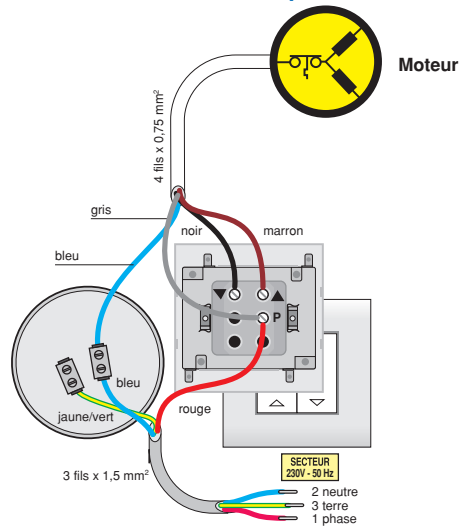 Moteur
4 fils x 0,75 mm²
gris
noir
marron
bleu
P
bleu
jaune/vert
rouge
3 fils x 1,5 mm²
SECTEUR
230V - 50 Hz
2 neutre
3 terre
1 phase